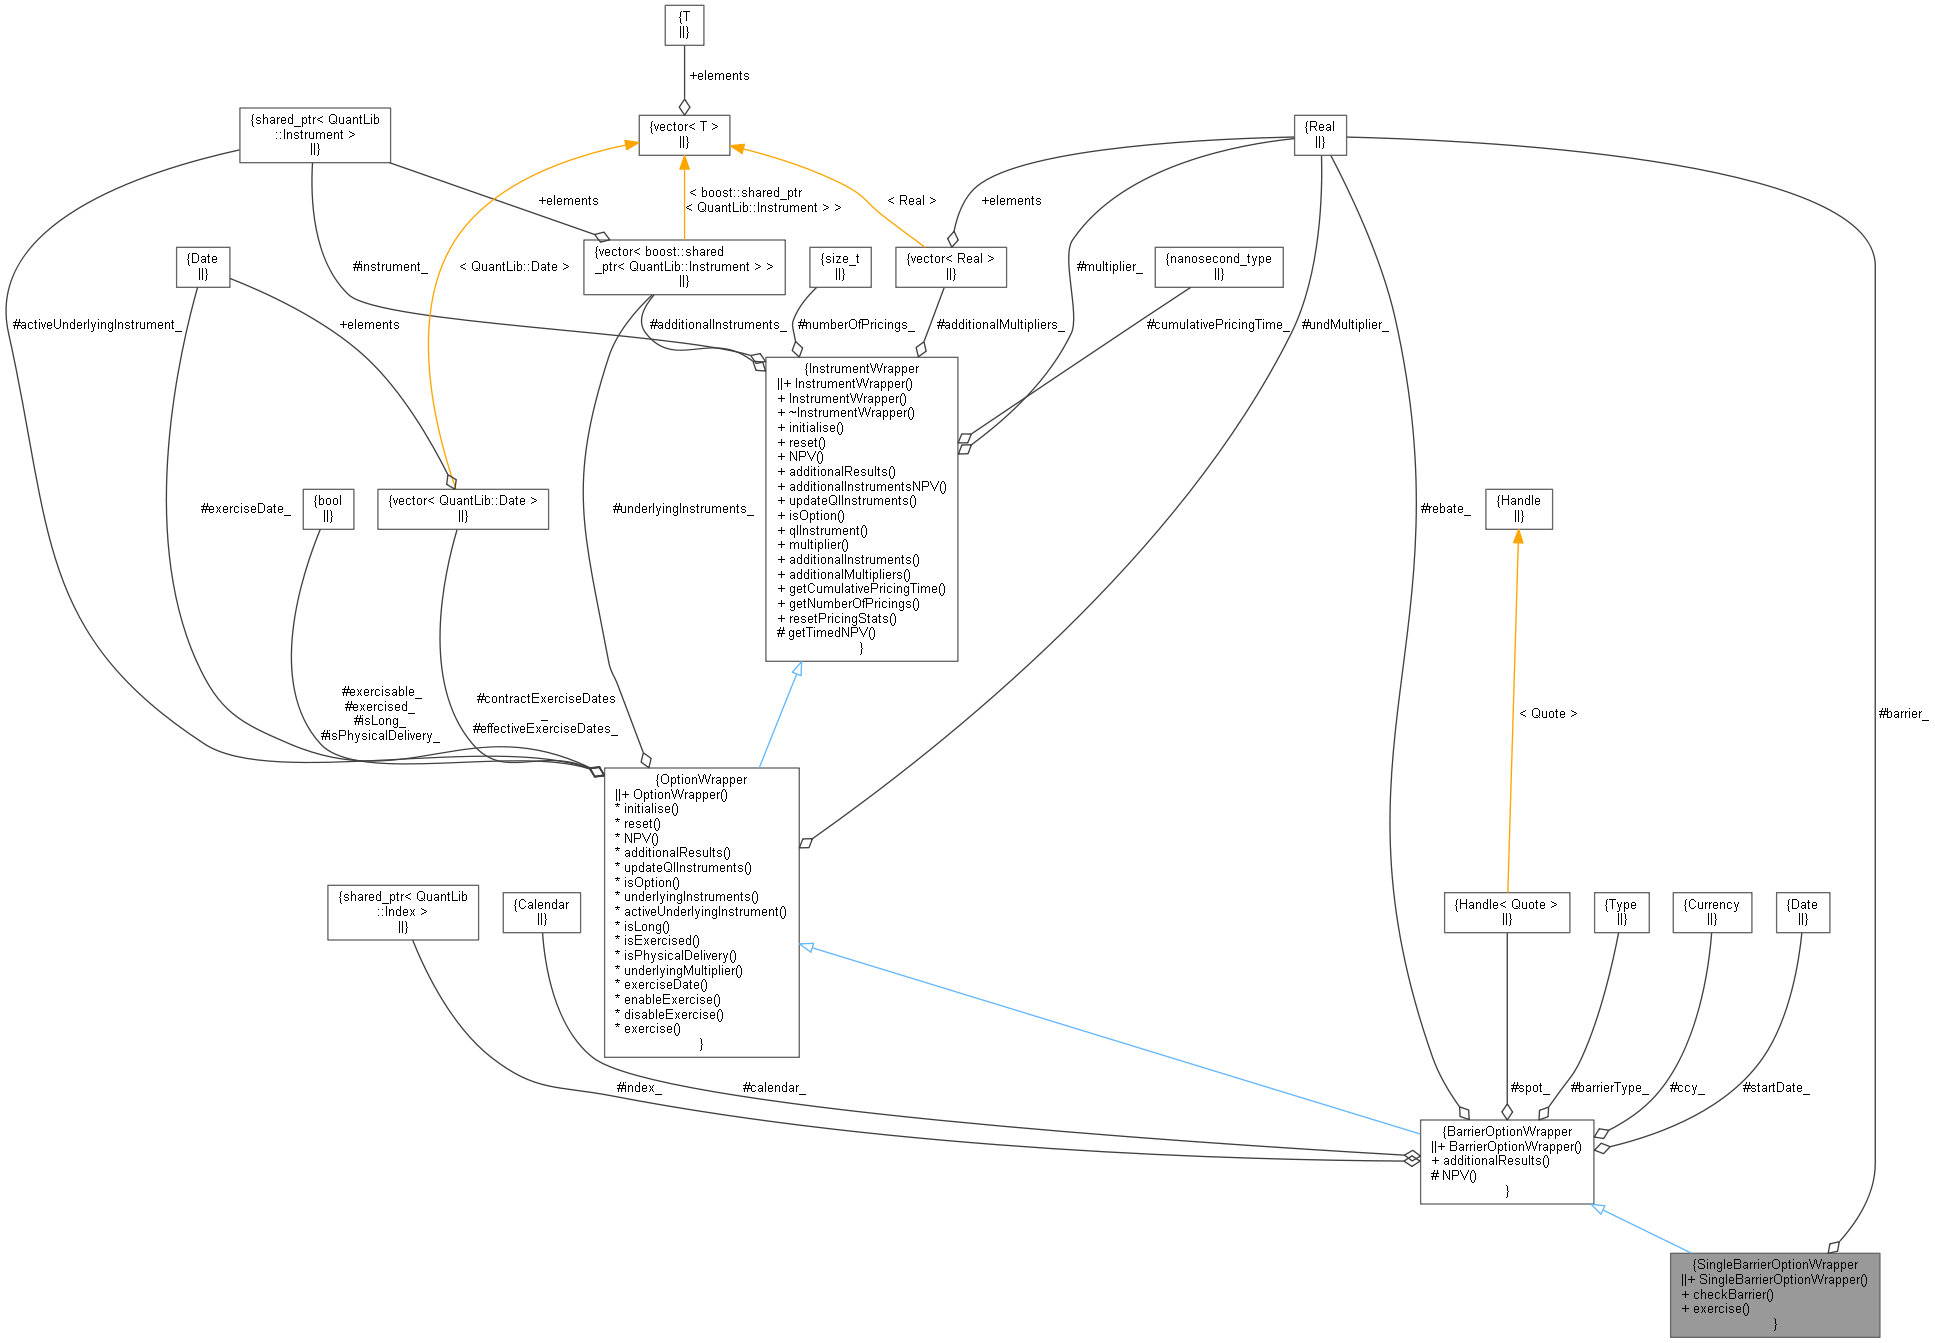 {T
||}
+elements
{shared_ptr< QuantLib
::Instrument >
||}
{vector< T >
||}
{Real
||}
< boost::shared_ptr
< QuantLib::Instrument > >
+elements
< Real >
+elements
{Date
||}
#instrument_
< QuantLib::Date >
{vector< boost::shared
_ptr< QuantLib::Instrument > >
||}
{size_t
||}
{vector< Real >
||}
#multiplier_
{nanosecond_type
||}
#activeUnderlyingInstrument_
+elements
#additionalInstruments_
#numberOfPricings_
#additionalMultipliers_
#cumulativePricingTime_
#undMultiplier_
{InstrumentWrapper
||+ InstrumentWrapper()
+ InstrumentWrapper()
+ ~InstrumentWrapper()
+ initialise()
+ reset()
+ NPV()
+ additionalResults()
+ additionalInstrumentsNPV()
+ updateQlInstruments()
+ isOption()
+ qlInstrument()
+ multiplier()
+ additionalInstruments()
+ additionalMultipliers()
+ getCumulativePricingTime()
+ getNumberOfPricings()
+ resetPricingStats()
# getTimedNPV()
}
#exerciseDate_
{bool
||}
{vector< QuantLib::Date >
||}
#underlyingInstruments_
#rebate_
{Handle
||}
#exercisable_
#exercised_
#isLong_
#isPhysicalDelivery_
#contractExerciseDates
_
#effectiveExerciseDates_
< Quote >
#barrier_
{OptionWrapper
||+ OptionWrapper()
* initialise()
* reset()
* NPV()
* additionalResults()
* updateQlInstruments()
* isOption()
* underlyingInstruments()
* activeUnderlyingInstrument()
* isLong()
* isExercised()
* isPhysicalDelivery()
* underlyingMultiplier()
* exerciseDate()
* enableExercise()
* disableExercise()
* exercise()
}
{shared_ptr< QuantLib
::Index >
||}
{Calendar
||}
{Handle< Quote >
||}
{Type
||}
{Currency
||}
{Date
||}
#index_
#calendar_
#spot_
#barrierType_
#ccy_
#startDate_
{BarrierOptionWrapper
||+ BarrierOptionWrapper()
+ additionalResults()
# NPV()
}
{SingleBarrierOptionWrapper
||+ SingleBarrierOptionWrapper()
+ checkBarrier()
+ exercise()
}